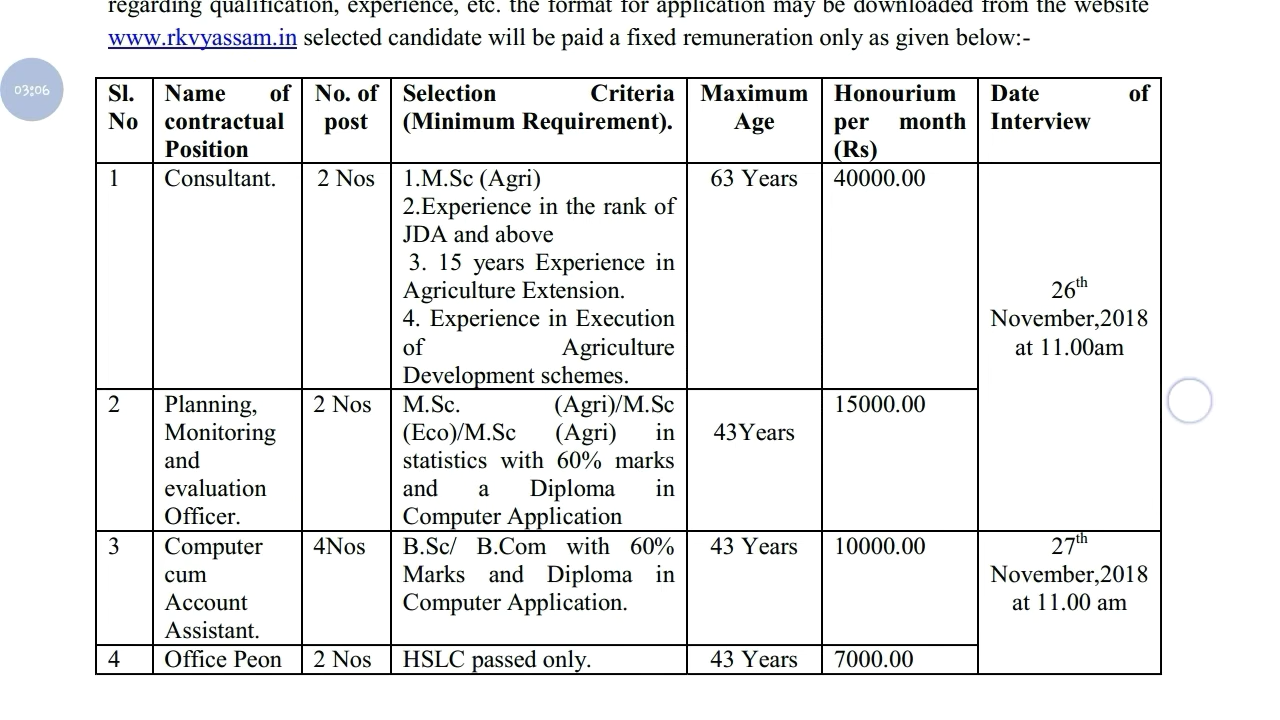 regarding qualification, experience, etc. the format for application may be downloaded from the website
www.rkvyassam.in selected candidate will be paid a fixed remuneration only as given below:-
03:06
Sl. No
Name of contractual Position
No. of post
Selection Criteria (Minimum Requirement).
Maximum Age
Honourium per month (Rs)
Date of Interview
1
Consultant.
2 Nos
1.M.Sc (Agri)
2.Experience in the rank of
JDA and above
3. 15 years Experience in
Agriculture Extension.
4. Experience in Execution
of Agriculture
Development schemes.
63 Years
40000.00
26th
November,2018
at 11.00am
2
Planning,
Monitoring
and
evaluation
Officer.
2 Nos
M.Sc. (Agri)/M.Sc
(Eco)/M.Sc (Agri) in
statistics with 60% marks
and a Diploma in
Computer Application
43Years
15000.00
3
Computer
cum
Account
Assistant.
4Nos
B.Sc/ B.Com with 60%
Marks and Diploma in
Computer Application.
43 Years
10000.00
27th
November,2018
at 11.00 am
4
Office Peon
2 Nos
HSLC passed only.
43 Years
7000.00